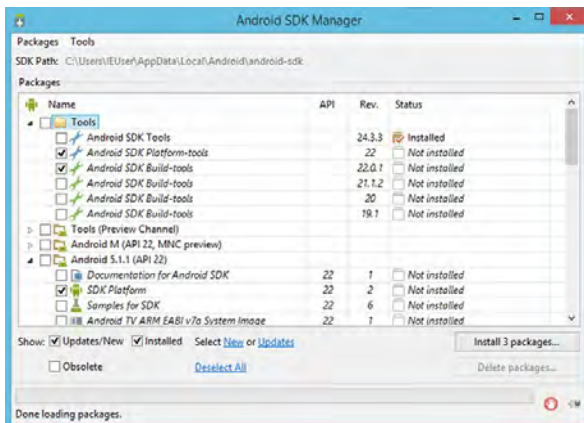 Android SDK Manager
Packages Tools
SDK Path: C:\Users\IEUser\AppData\Local\Android\android-sdk
Packages
Name API Rev. Status
Tools
Android SDK Tools 24.3.3 Installed
Android SDK Platform-tools 22 Not installed
Android SDK Build-tools 22.0.1 Not installed
Android SDK Build-tools 21.1.2 Not installed
Android SDK Build-tools 20 Not installed
Android SDK Build-tools 19.1 Not installed
Tools (Preview Channel)
Android M (API 22, MNC preview)
Android 5.1.1 (API 22)
Documentation for Android SDK 22 1 Not installed
SDK Platform 22 2 Not installed
Samples for SDK 22 6 Not installed
Android TV ARM EABI v7a System Image 22 1 Not installed
Show: Updates/New Installed Select New or Updates Install 3 packages...
Obsolete Deselect All Delete packages...
Done loading packages.